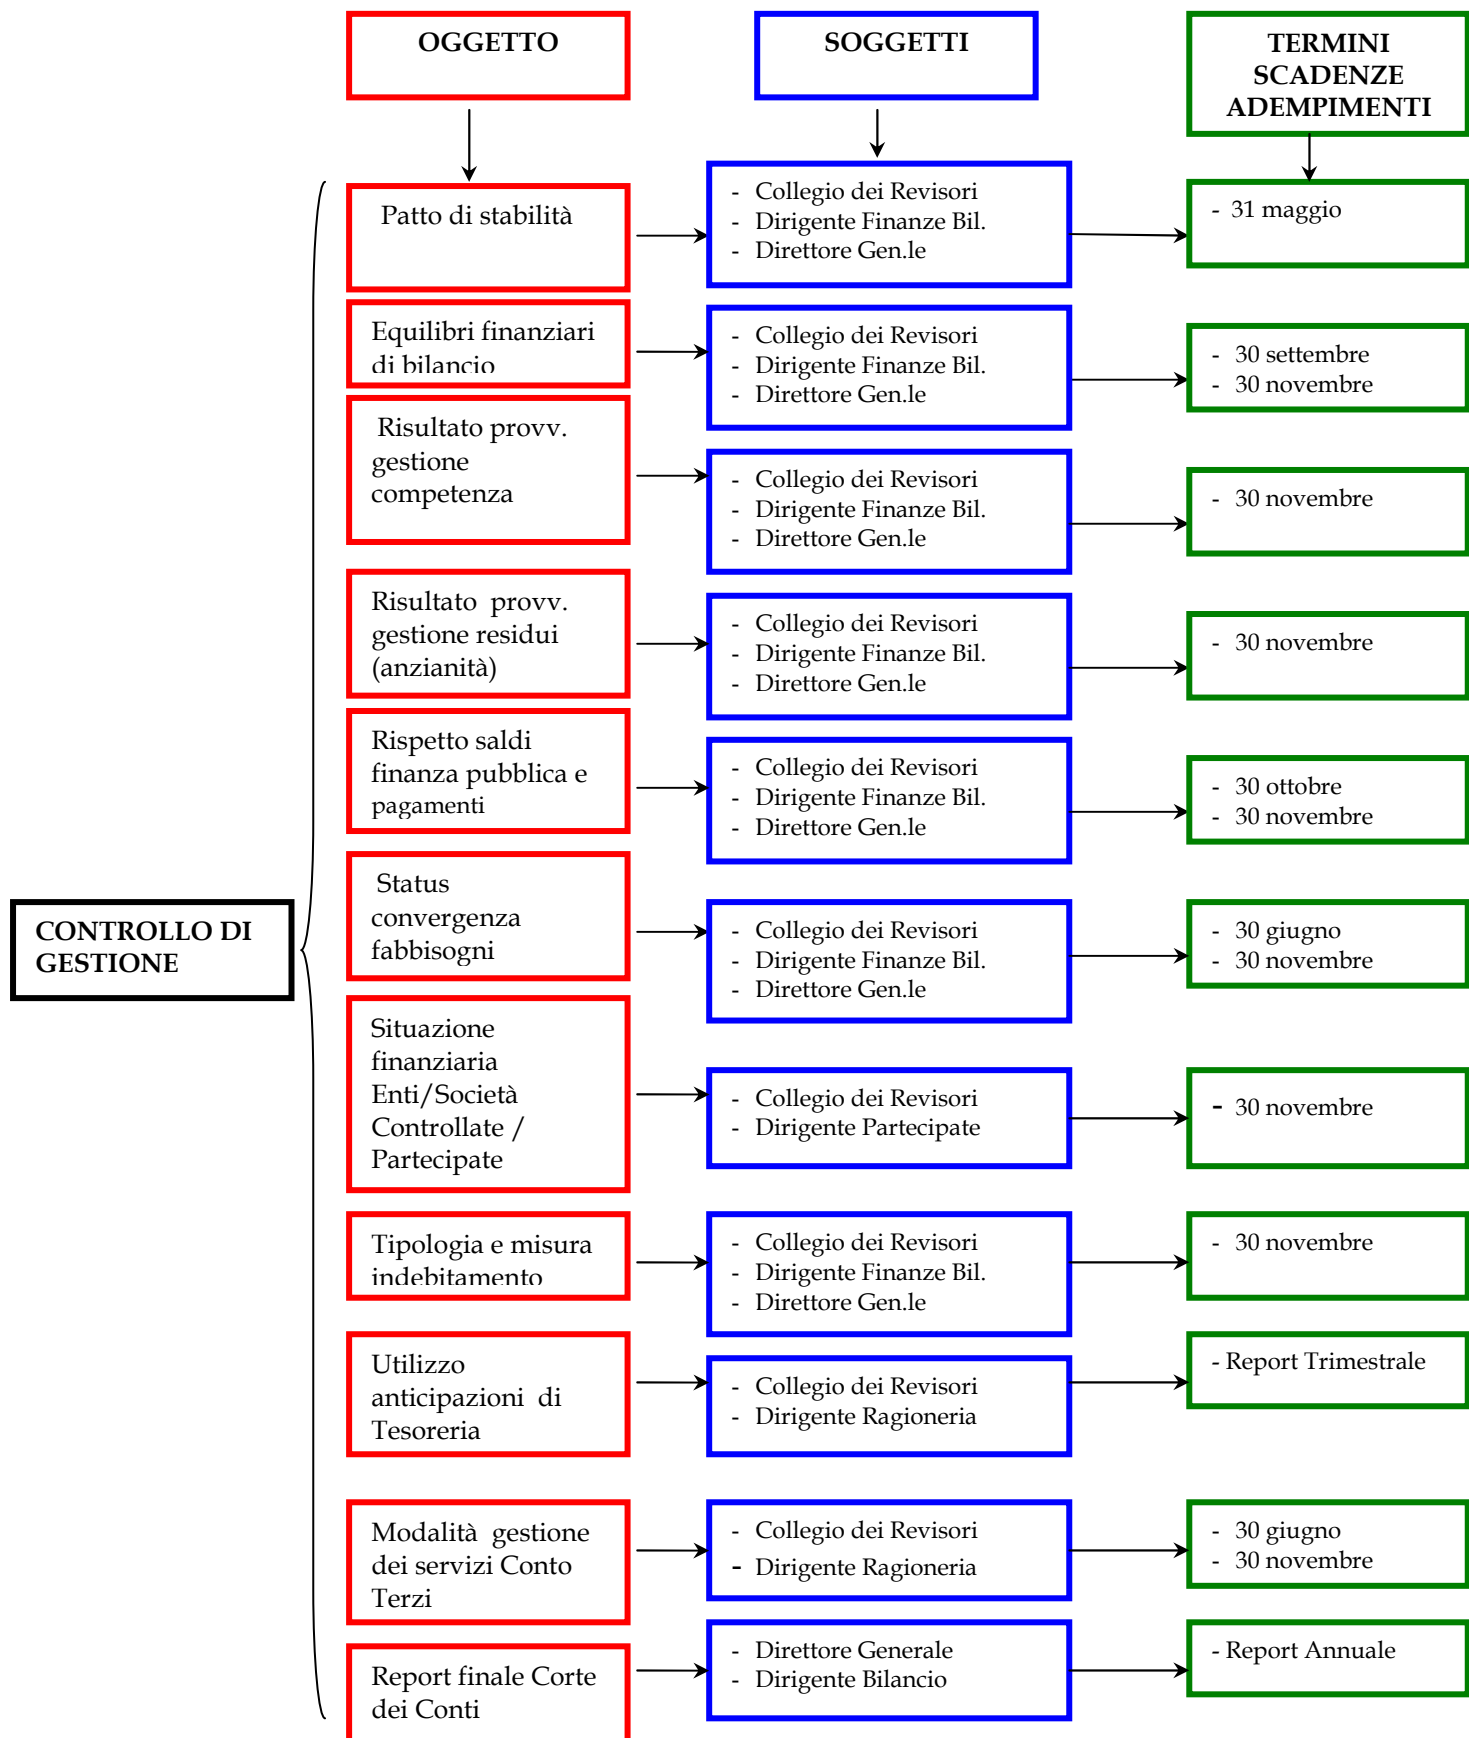 OGGETTO
SOGGETTI
TERMINI
SCADENZE
ADEMPIMENTI
CONTROLLO DI
GESTIONE
Patto di stabilità
- Collegio dei Revisori
- Dirigente Finanze Bil.
- Direttore Gen.le
- 31 maggio
Equilibri finanziari
di bilancio
- Collegio dei Revisori
- Dirigente Finanze Bil.
- Direttore Gen.le
- 30 settembre
- 30 novembre
Risultato provv.
gestione
competenza
- Collegio dei Revisori
- Dirigente Finanze Bil.
- Direttore Gen.le
- 30 novembre
Risultato provv.
gestione residui
(anzianità)
- Collegio dei Revisori
- Dirigente Finanze Bil.
- Direttore Gen.le
- 30 novembre
Rispetto saldi
finanza pubblica e
pagamenti
- Collegio dei Revisori
- Dirigente Finanze Bil.
- Direttore Gen.le
- 30 ottobre
- 30 novembre
Status
convergenza
fabbisogni
- Collegio dei Revisori
- Dirigente Finanze Bil.
- Direttore Gen.le
- 30 giugno
- 30 novembre
Situazione
finanziaria
Enti/Società
Controllate /
Partecipate
- Collegio dei Revisori
- Dirigente Partecipate
- 30 novembre
Tipologia e misura
indebitamento
- Collegio dei Revisori
- Dirigente Finanze Bil.
- Direttore Gen.le
- 30 novembre
Utilizzo
anticipazioni di
Tesoreria
- Collegio dei Revisori
- Dirigente Ragioneria
- Report Trimestrale
Modalità gestione
dei servizi Conto
Terzi
- Collegio dei Revisori
- Dirigente Ragioneria
- 30 giugno
- 30 novembre
Report finale Corte
dei Conti
- Direttore Generale
- Dirigente Bilancio
- Report Annuale